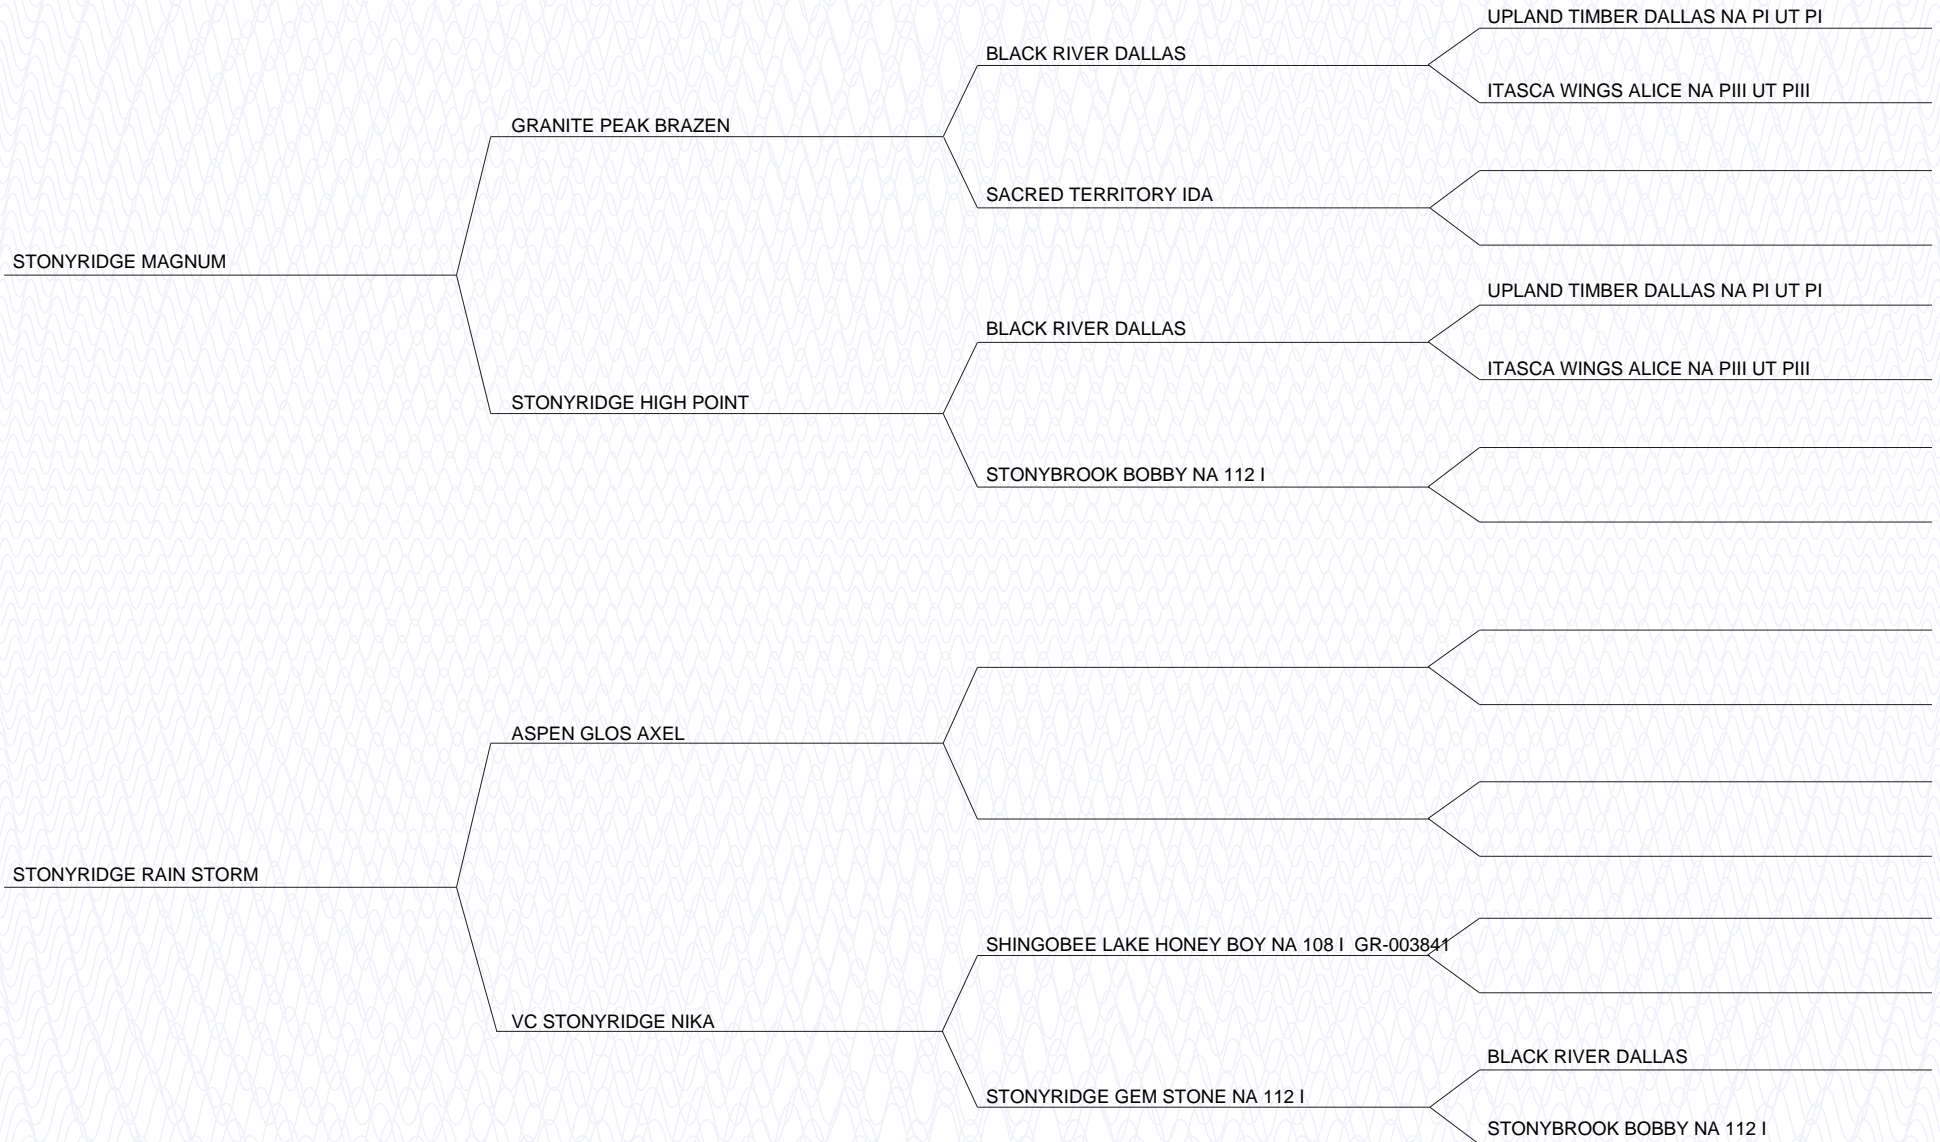 UPLAND TIMBER DALLAS NA PI UT PI
BLACK RIVER DALLAS
ITASCA WINGS ALICE NA PIII UT PIII
GRANITE PEAK BRAZEN
SACRED TERRITORY IDA
STONYRIDGE MAGNUM
UPLAND TIMBER DALLAS NA PI UT PI
BLACK RIVER DALLAS
ITASCA WINGS ALICE NA PIII UT PIII
STONYRIDGE HIGH POINT
STONYBROOK BOBBY NA 112 I
ASPEN GLOS AXEL
STONYRIDGE RAIN STORM
SHINGOBEE LAKE HONEY BOY NA 108 I  GR-003841
VC STONYRIDGE NIKA
BLACK RIVER DALLAS
STONYRIDGE GEM STONE NA 112 I
STONYBROOK BOBBY NA 112 I